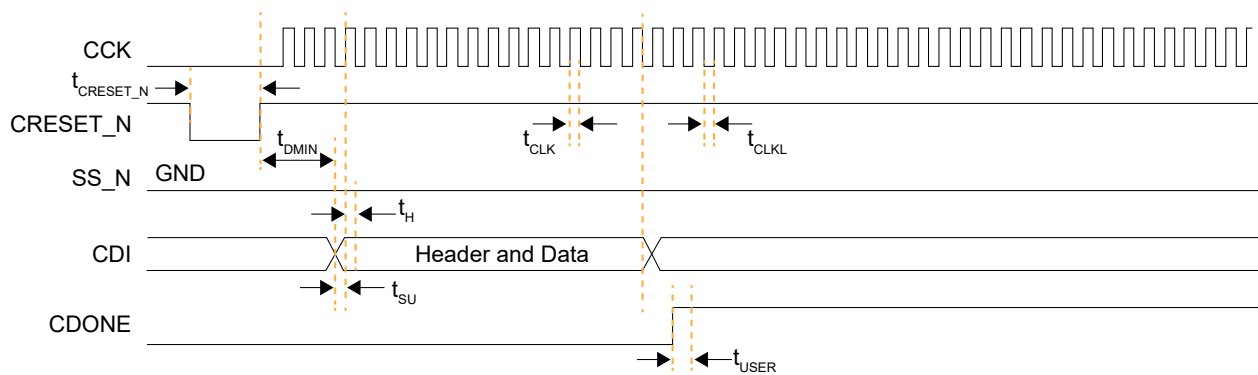 CCK
tCRESET_N
CRESET_N
tDMIN
tCLK
tCLKL
SS_N
GND
tH
CDI
Header and Data
tSU
CDONE
tUSER